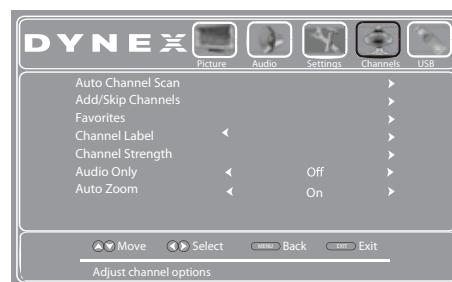 DYNEX
Picture Audio Settings Channels USB
Auto Channel Scan
Add/Skip Channels
Favorites
Channel Label
Channel Strength
Audio Only Off
Auto Zoom On
Move Select MENU Back EXIT Exit
Adjust channel options